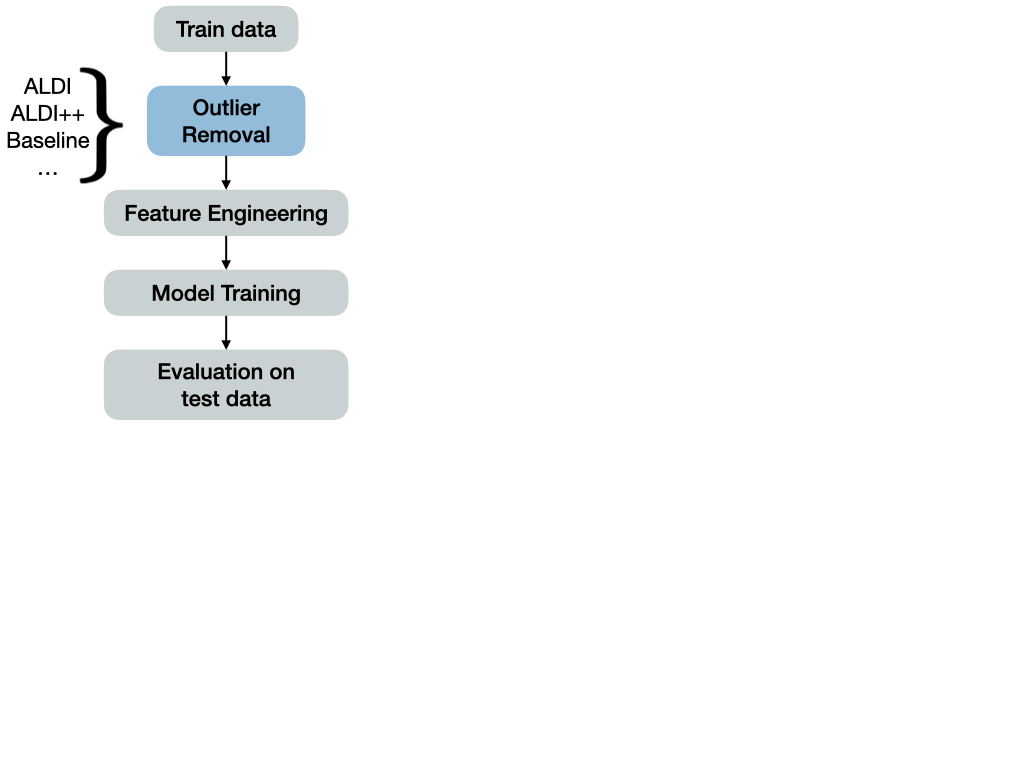 Train data
ALDI
ALDI++
Baseline
...
Outlier
Removal
Feature Engineering
Model Training
Evaluation on
test data